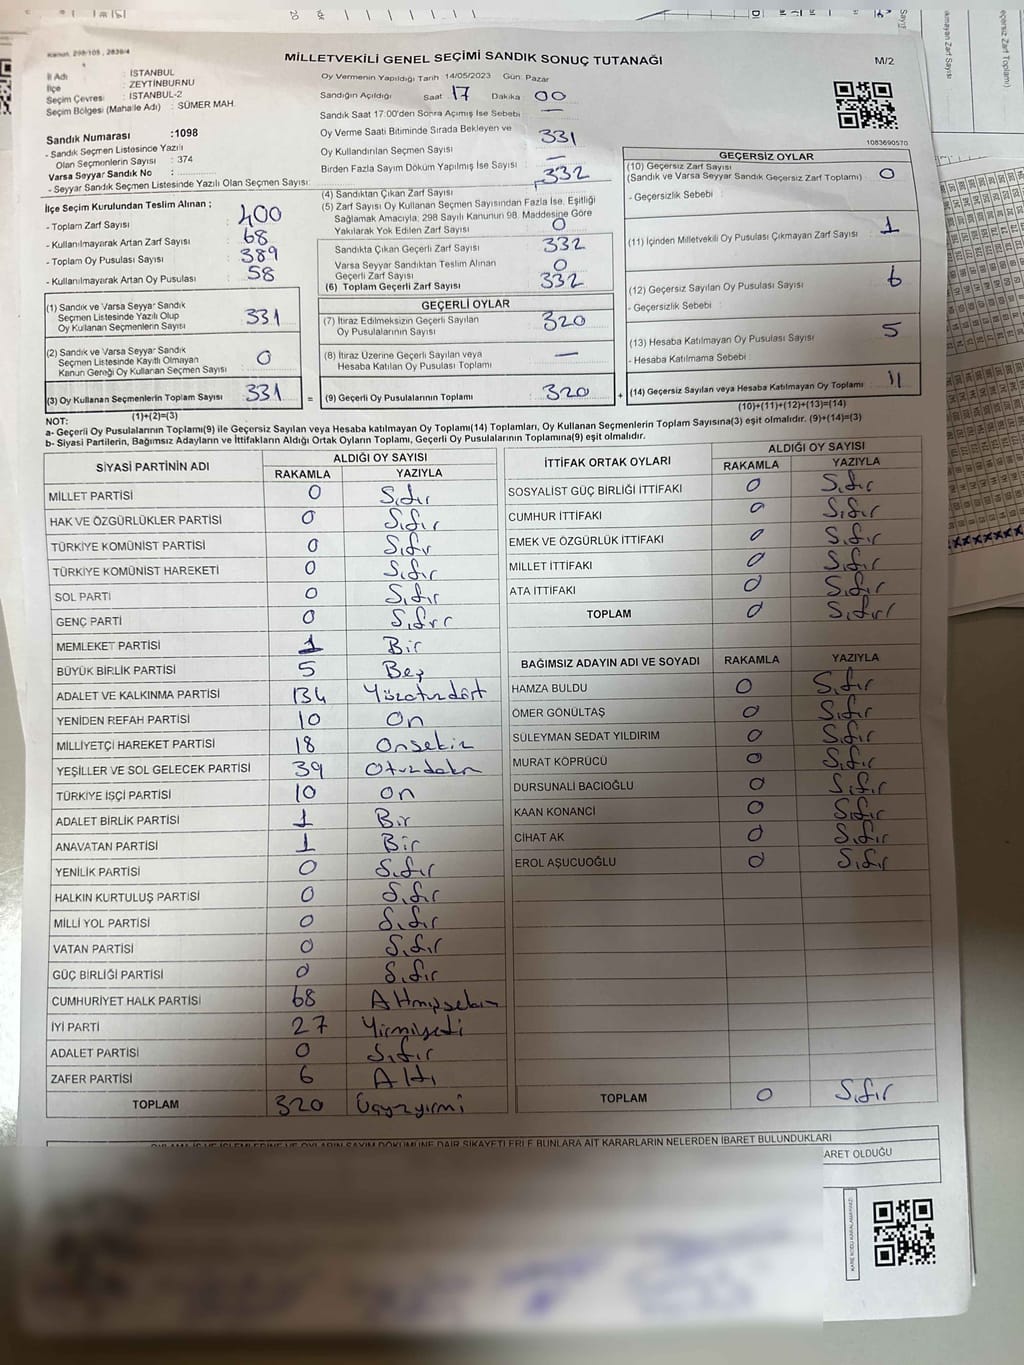 Kanun: 298/105, 2839/4
MİLLETVEKİLİ GENEL SEÇİMİ SANDIK SONUÇ TUTANAĞI
M/2
İl Adı : İSTANBUL
İlçe : ZEYTİNBURNU
Seçim Çevresi : İSTANBUL-2
Seçim Bölgesi (Mahalle Adı) : SÜMER MAH.
Oy Vermenin Yapıldığı Tarih : 14/05/2023 Gün: Pazar
Sandığın Açıldığı Saat 17 Dakika 00
Sandık Saat 17:00'den Sonra Açılmış İse Sebebi —
Oy Verme Saati Bitiminde Sırada Bekleyen ve
Oy Kullandırılan Seçmen Sayısı 331
Birden Fazla Sayım Döküm Yapılmış İse Sayısı —
1083690570
Sandık Numarası :1098
- Sandık Seçmen Listesinde Yazılı
Olan Seçmenlerin Sayısı : 374
Varsa Seyyar Sandık No :
- Seyyar Sandık Seçmen Listesinde Yazılı Olan Seçmen Sayısı:
İlçe Seçim Kurulundan Teslim Alınan ;
- Toplam Zarf Sayısı : 400
- Kullanılmayarak Artan Zarf Sayısı : 68
- Toplam Oy Pusulası Sayısı : 389
- Kullanılmayarak Artan Oy Pusulası : 58
(1) Sandık ve Varsa Seyyar Sandık
Seçmen Listesinde Yazılı Olup
Oy Kullanan Seçmenlerin Sayısı 331
(2) Sandık ve Varsa Seyyar Sandık
Seçmen Listesinde Kayıtlı Olmayan
Kanun Gereği Oy Kullanan Seçmen Sayısı 0
(3) Oy Kullanan Seçmenlerin Toplam Sayısı 331 =
(1)+(2)=(3)
(4) Sandıktan Çıkan Zarf Sayısı 332
(5) Zarf Sayısı Oy Kullanan Seçmen Sayısından Fazla İse, Eşitliği
Sağlamak Amacıyla; 298 Sayılı Kanunun 98. Maddesine Göre
Yakılarak Yok Edilen Zarf Sayısı 0
Sandıkta Çıkan Geçerli Zarf Sayısı 332
Varsa Seyyar Sandıktan Teslim Alınan
Geçerli Zarf Sayısı 0
(6) Toplam Geçerli Zarf Sayısı 332
GEÇERLİ OYLAR
(7) İtiraz Edilmeksizin Geçerli Sayılan
Oy Pusulalarının Sayısı 320
(8) İtiraz Üzerine Geçerli Sayılan veya
Hesaba Katılan Oy Pusulası Toplamı —
(9) Geçerli Oy Pusulalarının Toplamı 320 +
GEÇERSİZ OYLAR
(10) Geçersiz Zarf Sayısı
(Sandık ve Varsa Seyyar Sandık Geçersiz Zarf Toplamı) 0
- Geçersizlik Sebebi :
(11) İçinden Milletvekili Oy Pusulası Çıkmayan Zarf Sayısı 1
(12) Geçersiz Sayılan Oy Pusulası Sayısı 6
- Geçersizlik Sebebi :
(13) Hesaba Katılmayan Oy Pusulası Sayısı 5
- Hesaba Katılmama Sebebi :
(14) Geçersiz Sayılan veya Hesaba Katılmayan Oy Toplamı 11
(10)+(11)+(12)+(13)=(14)
NOT:
a- Geçerli Oy Pusulalarının Toplamı(9) ile Geçersiz Sayılan veya Hesaba katılmayan Oy Toplamı(14) Toplamları, Oy Kullanan Seçmenlerin Toplam Sayısına(3) eşit olmalıdır. (9)+(14)=(3)
b- Siyasi Partilerin, Bağımsız Adayların ve İttifakların Aldığı Ortak Oyların Toplamı, Geçerli Oy Pusulalarının Toplamına(9) eşit olmalıdır.
SİYASİ PARTİNİN ADI ALDIĞI OY SAYISI
RAKAMLA YAZIYLA
MİLLET PARTİSİ 0 Sıfır
HAK VE ÖZGÜRLÜKLER PARTİSİ 0 Sıfır
TÜRKİYE KOMÜNİST PARTİSİ 0 Sıfır
TÜRKİYE KOMÜNİST HAREKETİ 0 Sıfır
SOL PARTİ 0 Sıfır
GENÇ PARTİ 0 Sıfır
MEMLEKET PARTİSİ 1 Bir
BÜYÜK BİRLİK PARTİSİ 5 Beş
ADALET VE KALKINMA PARTİSİ 134 Yüzotuzdört
YENİDEN REFAH PARTİSİ 10 On
MİLLİYETÇİ HAREKET PARTİSİ 18 Onsekiz
YEŞİLLER VE SOL GELECEK PARTİSİ 39 Otuzdokuz
TÜRKİYE İŞÇİ PARTİSİ 10 On
ADALET BİRLİK PARTİSİ 1 Bir
ANAVATAN PARTİSİ 1 Bir
YENİLİK PARTİSİ 0 Sıfır
HALKIN KURTULUŞ PARTİSİ 0 Sıfır
MİLLİ YOL PARTİSİ 0 Sıfır
VATAN PARTİSİ 0 Sıfır
GÜÇ BİRLİĞİ PARTİSİ 0 Sıfır
CUMHURİYET HALK PARTİSİ 68 Altmışsekiz
İYİ PARTİ 27 Yirmiyedi
ADALET PARTİSİ 0 Sıfır
ZAFER PARTİSİ 6 Altı
TOPLAM 320 Üçyüzyirmi
İTTİFAK ORTAK OYLARI ALDIĞI OY SAYISI
RAKAMLA YAZIYLA
SOSYALİST GÜÇ BİRLİĞİ İTTİFAKI 0 Sıfır
CUMHUR İTTİFAKI 0 Sıfır
EMEK VE ÖZGÜRLÜK İTTİFAKI 0 Sıfır
MİLLET İTTİFAKI 0 Sıfır
ATA İTTİFAKI 0 Sıfır
TOPLAM 0 Sıfır
BAĞIMSIZ ADAYIN ADI VE SOYADI RAKAMLA YAZIYLA
HAMZA BULDU 0 Sıfır
ÖMER GÖNÜLTAŞ 0 Sıfır
SÜLEYMAN SEDAT YILDIRIM 0 Sıfır
MURAT KÖPRÜCÜ 0 Sıfır
DURSUNALİ BACIOĞLU 0 Sıfır
KAAN KONANCİ 0 Sıfır
CİHAT AK 0 Sıfır
EROL AŞUCUOĞLU 0 Sıfır
TOPLAM 0 Sıfır
OYLAMA İŞ VE İŞLEMLERİNE VE OYLARIN SAYIM DÖKÜMÜNE DAİR ŞİKAYETLER İLE BUNLARA AİT KARARLARIN NELERDEN İBARET BULUNDUKLARI
ARET OLDUĞU